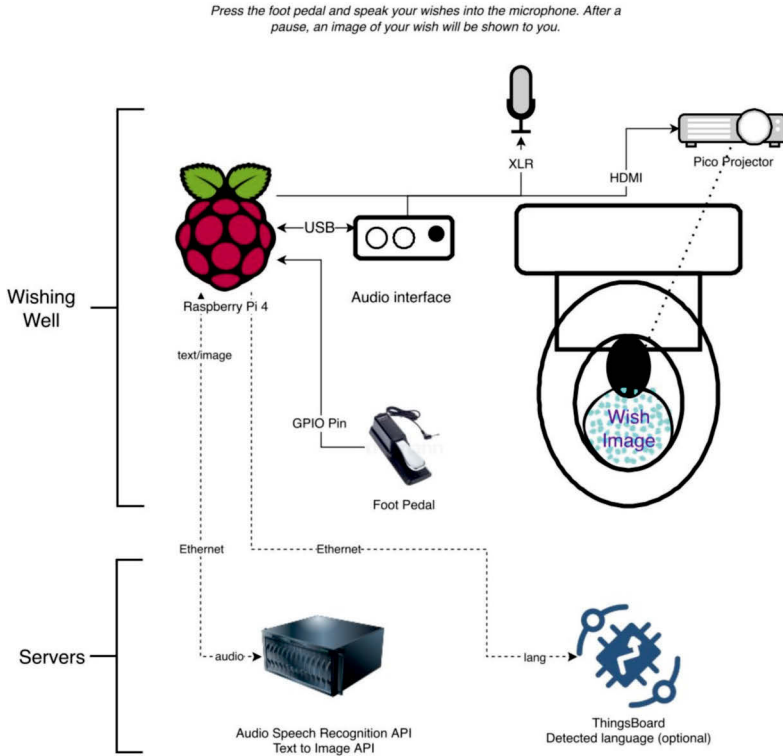 Press the foot pedal and speak your wishes into the microphone. After a
pause, an image of your wish will be shown to you.
XLR
HDMI
Pico Projector
USB
Audio interface
Raspberry Pi 4
Wishing
Well
text/image
GPIO Pin
Wish
Image
Foot Pedal
Ethernet
Ethernet
Servers
audio
lang
Audio Speech Recognition API
Text to Image API
ThingsBoard
Detected language (optional)